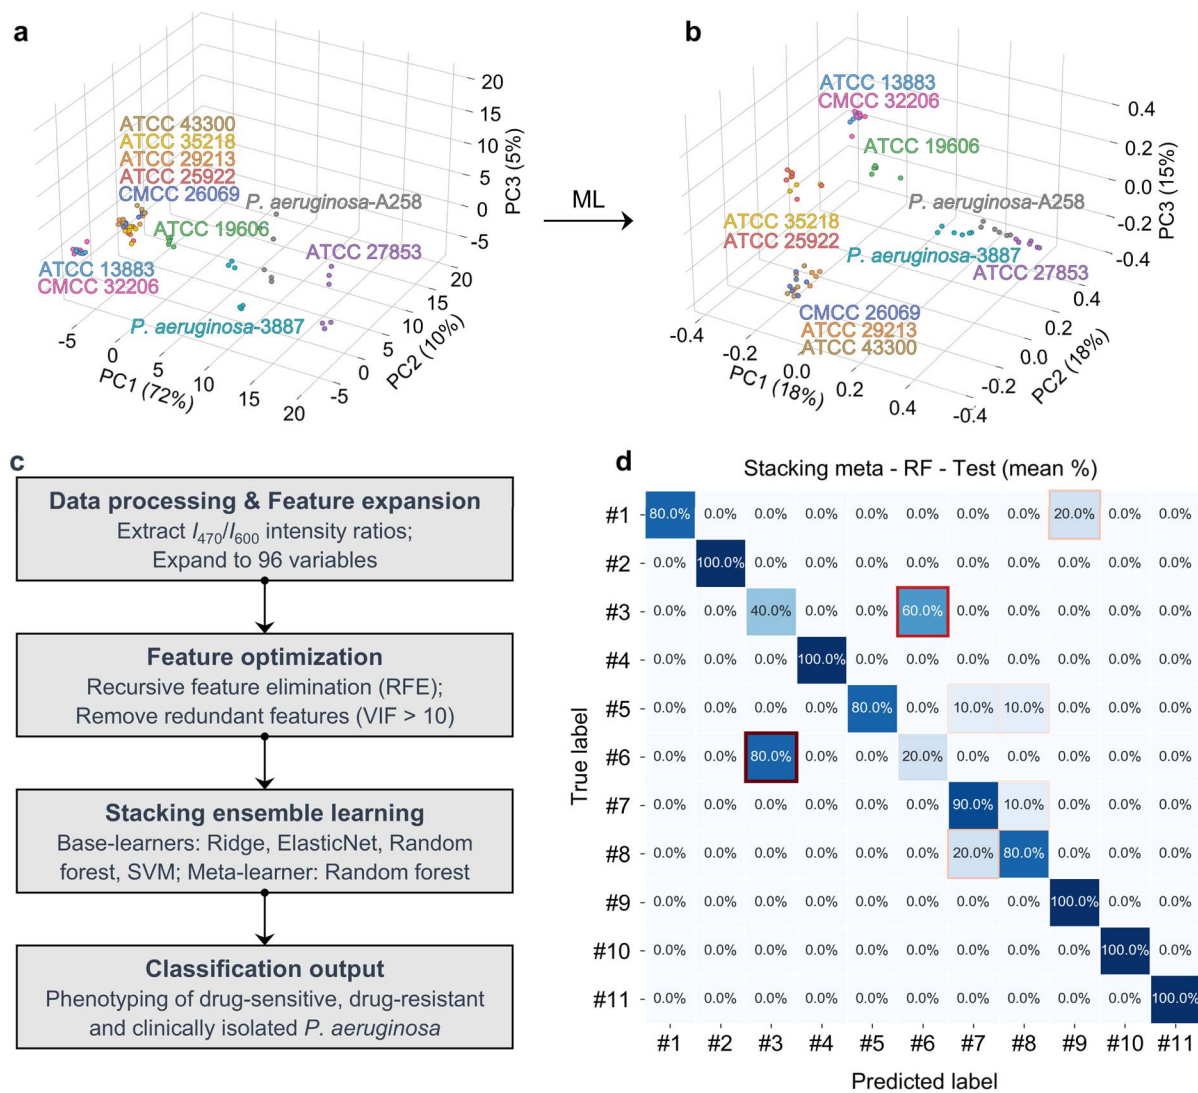 a
ATCC 43300
ATCC 35218
ATCC 29213
ATCC 25922
CMCC 26069
P. aeruginosa-A258
ATCC 19606
ATCC 27853
ATCC 13883
CMCC 32206
P. aeruginosa-3887
20
15
10
5
0
-5
PC3 (5%)
20
15
10
5
0
-5
PC2 (10%)
-5
0
5
10
15
20
PC1 (72%)
ML
b
ATCC 13883
CMCC 32206
ATCC 19606
P. aeruginosa-A258
ATCC 35218
ATCC 25922
P. aeruginosa-3887
ATCC 27853
CMCC 26069
ATCC 29213
ATCC 43300
0.4
0.2
0.0
-0.2
-0.4
PC3 (15%)
0.4
0.2
0.0
-0.2
-0.4
PC2 (18%)
-0.4
-0.2
0.0
0.2
0.4
PC1 (18%)
c
Data processing & Feature expansion
Extract I470/I600 intensity ratios;
Expand to 96 variables
Feature optimization
Recursive feature elimination (RFE);
Remove redundant features (VIF > 10)
Stacking ensemble learning
Base-learners: Ridge, ElasticNet, Random
forest, SVM; Meta-learner: Random forest
Classification output
Phenotyping of drug-sensitive, drug-resistant
and clinically isolated P. aeruginosa
d
Stacking meta - RF - Test (mean %)
True label
#1 80.0% 0.0% 0.0% 0.0% 0.0% 0.0% 0.0% 0.0% 20.0% 0.0% 0.0%
#2 0.0% 100.0% 0.0% 0.0% 0.0% 0.0% 0.0% 0.0% 0.0% 0.0% 0.0%
#3 0.0% 0.0% 40.0% 0.0% 0.0% 60.0% 0.0% 0.0% 0.0% 0.0% 0.0%
#4 0.0% 0.0% 0.0% 100.0% 0.0% 0.0% 0.0% 0.0% 0.0% 0.0% 0.0%
#5 0.0% 0.0% 0.0% 0.0% 80.0% 0.0% 10.0% 10.0% 0.0% 0.0% 0.0%
#6 0.0% 0.0% 80.0% 0.0% 0.0% 20.0% 0.0% 0.0% 0.0% 0.0% 0.0%
#7 0.0% 0.0% 0.0% 0.0% 0.0% 0.0% 90.0% 10.0% 0.0% 0.0% 0.0%
#8 0.0% 0.0% 0.0% 0.0% 0.0% 0.0% 20.0% 80.0% 0.0% 0.0% 0.0%
#9 0.0% 0.0% 0.0% 0.0% 0.0% 0.0% 0.0% 0.0% 100.0% 0.0% 0.0%
#10 0.0% 0.0% 0.0% 0.0% 0.0% 0.0% 0.0% 0.0% 0.0% 100.0% 0.0%
#11 0.0% 0.0% 0.0% 0.0% 0.0% 0.0% 0.0% 0.0% 0.0% 0.0% 100.0%
#1 #2 #3 #4 #5 #6 #7 #8 #9 #10 #11
Predicted label